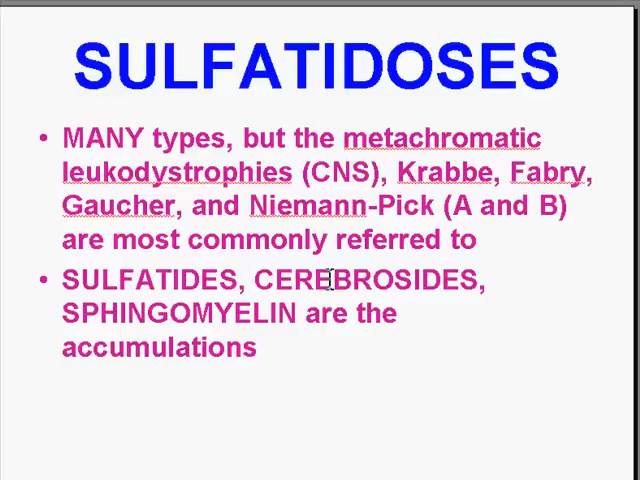 SULFATIDOSES
• MANY types, but the metachromatic
leukodystrophies (CNS), Krabbe, Fabry,
Gaucher, and Niemann-Pick (A and B)
are most commonly referred to
• SULFATIDES, CEREBROSIDES,
SPHINGOMYELIN are the
accumulations